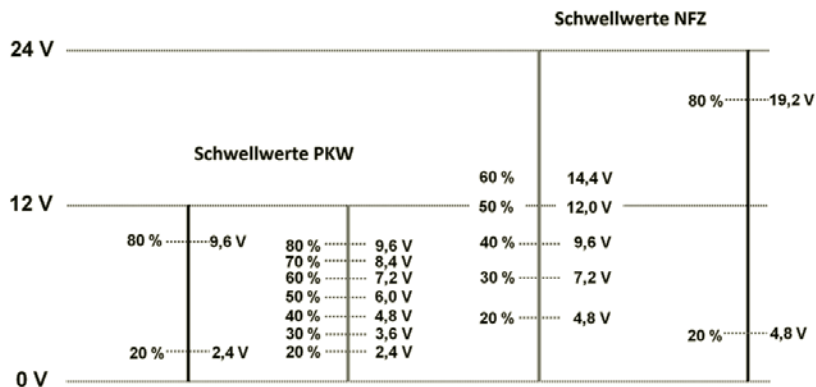 Schwellwerte NFZ
24 V
80 % 19,2 V
Schwellwerte PKW
60 % 14,4 V
12 V
50 % 12,0 V
80 % 9,6 V
80 % 9,6 V
40 % 9,6 V
70 % 8,4 V
60 % 7,2 V
30 % 7,2 V
50 % 6,0 V
40 % 4,8 V
20 % 4,8 V
30 % 3,6 V
20 % 4,8 V
20 % 2,4 V
20 % 2,4 V
0 V